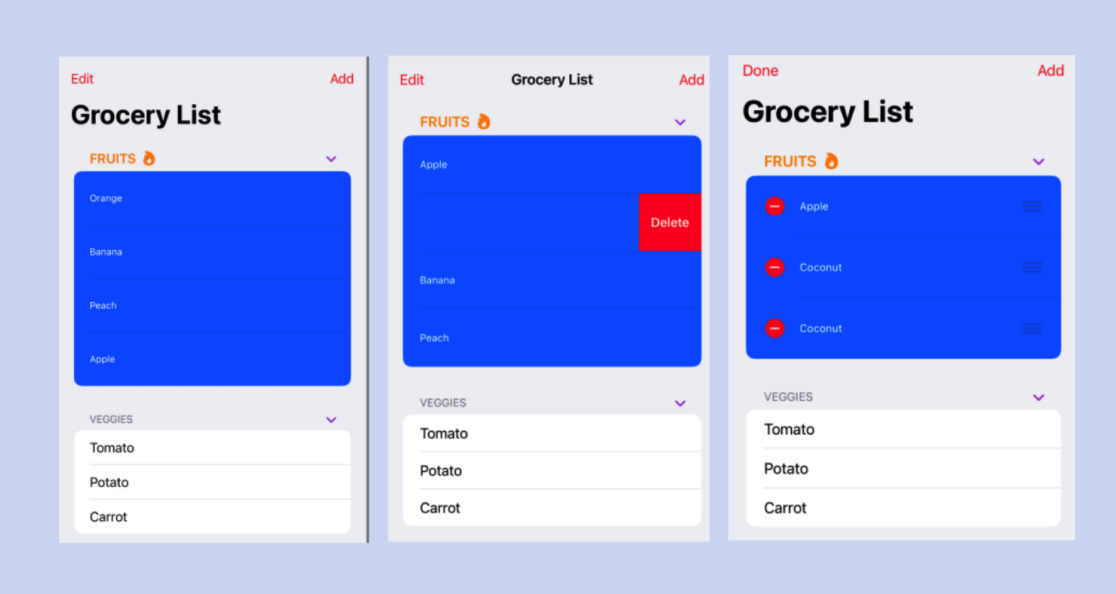 Edit Add
Grocery List
FRUITS
Orange
Banana
Peach
Apple
VEGGIES
Tomato
Potato
Carrot
Edit Grocery List Add
FRUITS
Apple
Delete
Banana
Peach
VEGGIES
Tomato
Potato
Carrot
Done Add
Grocery List
FRUITS
Apple
Coconut
Coconut
VEGGIES
Tomato
Potato
Carrot